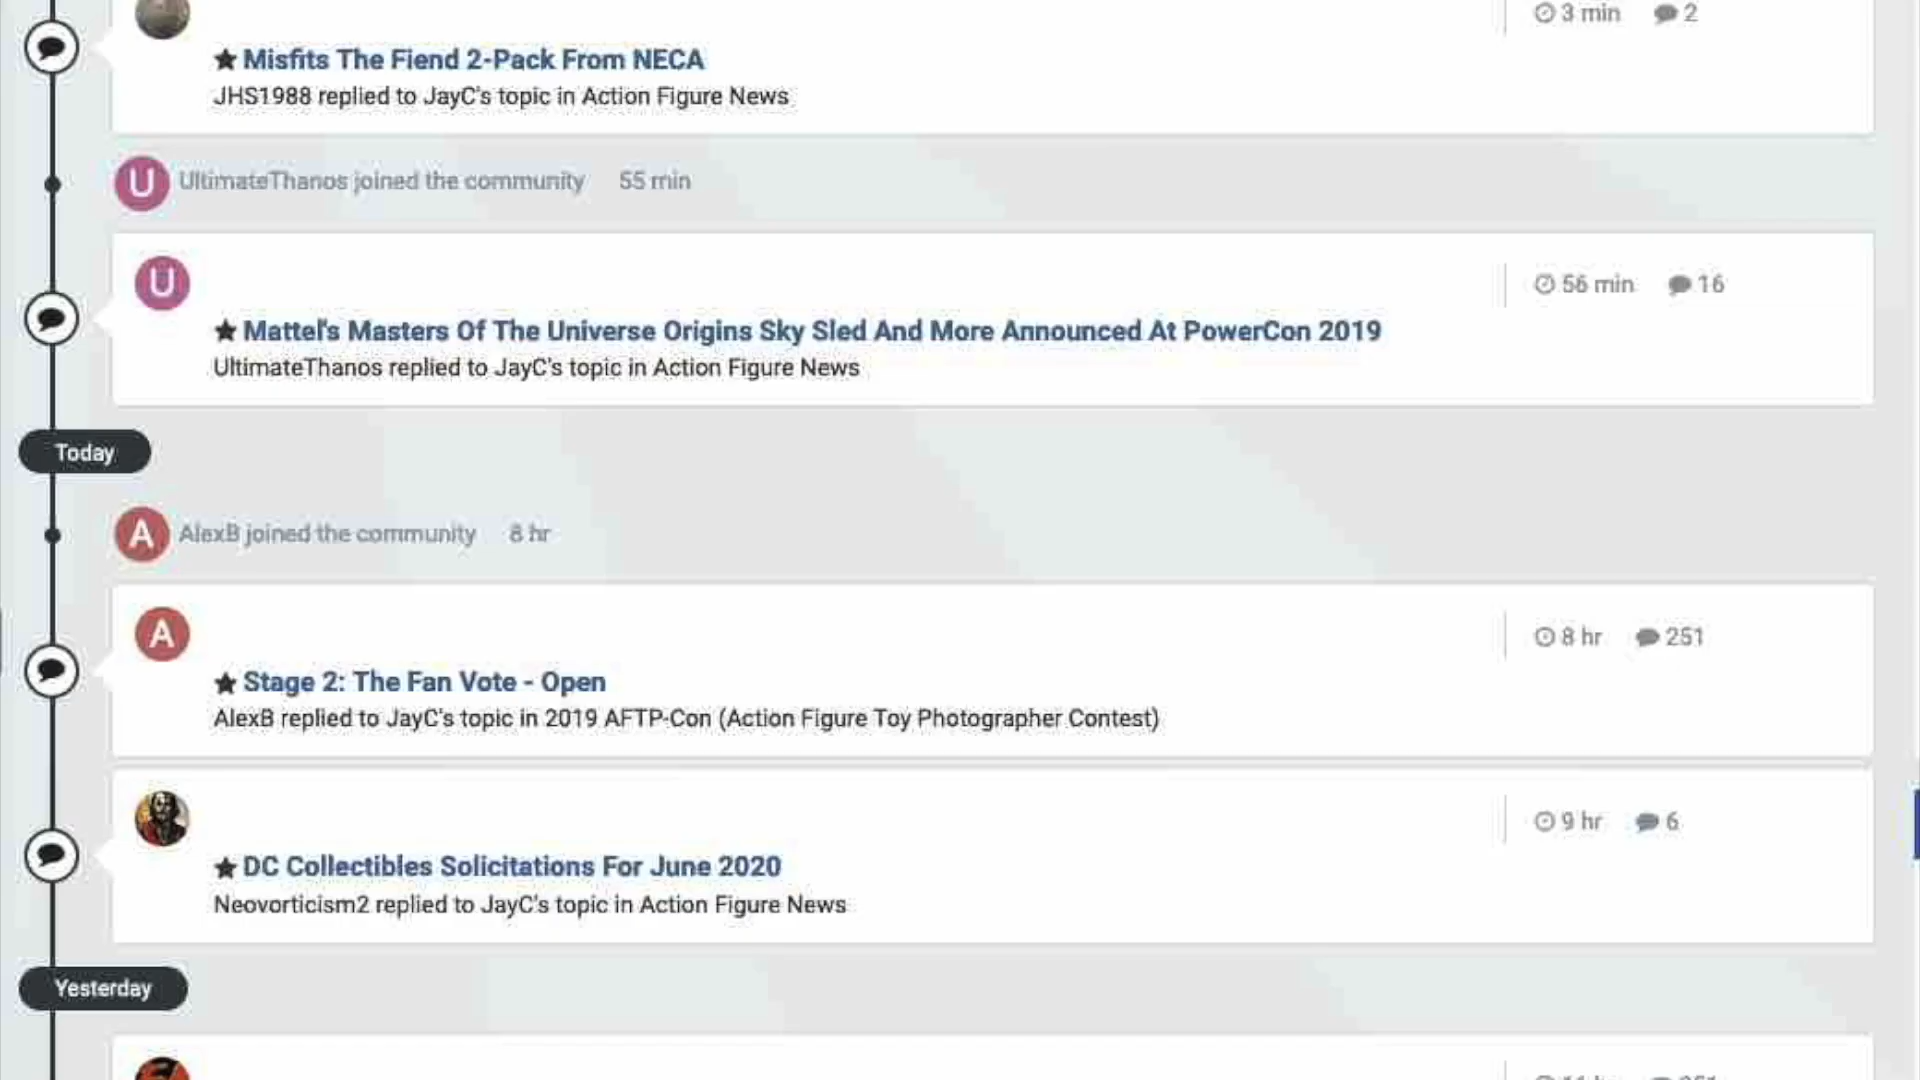 3 min 2
Misfits The Fiend 2-Pack From NECA
JHS1988 replied to JayC's topic in Action Figure News
U UltimateThanos joined the community 55 min
U
56 min 16
Mattel's Masters Of The Universe Origins Sky Sled And More Announced At PowerCon 2019
UltimateThanos replied to JayC's topic in Action Figure News
Today
A AlexB joined the community 8 hr
A
8 hr 251
Stage 2: The Fan Vote - Open
AlexB replied to JayC's topic in 2019 AFTP-Con (Action Figure Toy Photographer Contest)
9 hr 6
DC Collectibles Solicitations For June 2020
Neovorticism2 replied to JayC's topic in Action Figure News
Yesterday